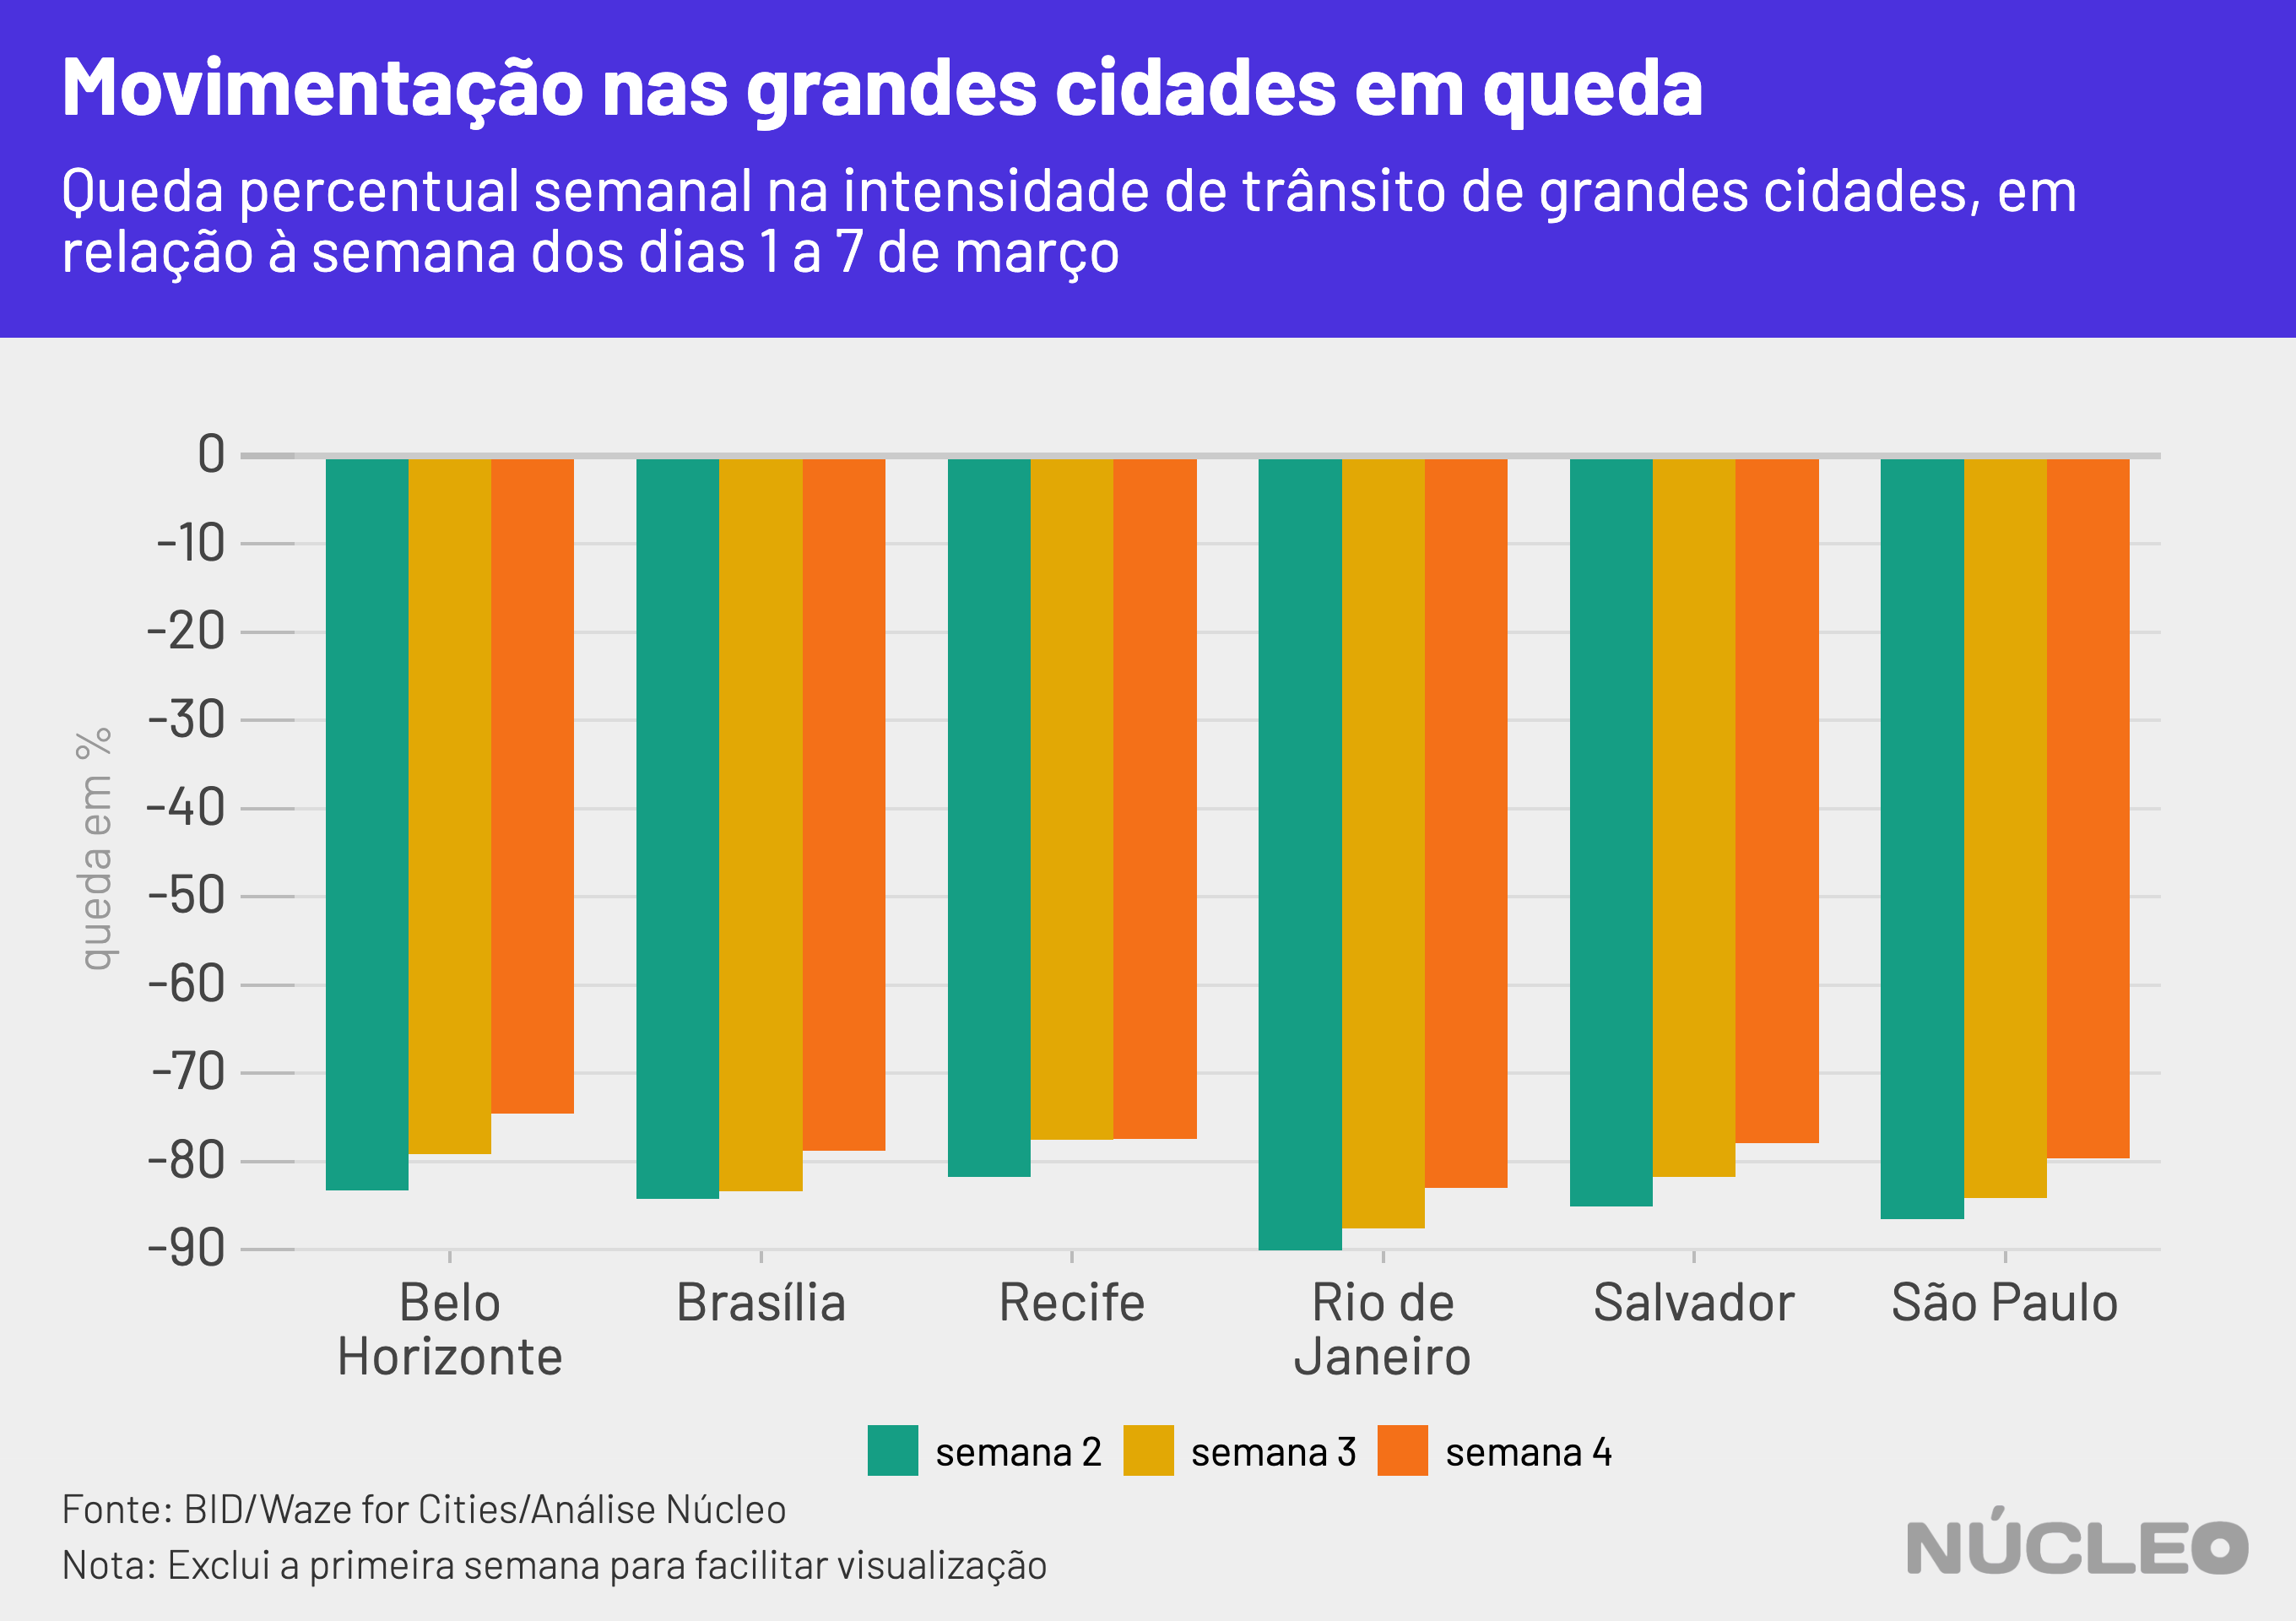 Movimentação nas grandes cidades em queda
Queda percentual semanal na intensidade de trânsito de grandes cidades, em
relação à semana dos dias 1 a 7 de março
0
−10
−20
−30
−40
−50
−60
−70
−80
−90
queda em %
Belo
Horizonte
Brasília
Recife
Rio de
Janeiro
Salvador
São Paulo
semana 2
semana 3
semana 4
Fonte: BID/Waze for Cities/Análise Núcleo
Nota: Exclui a primeira semana para facilitar visualização
NÚCLEO